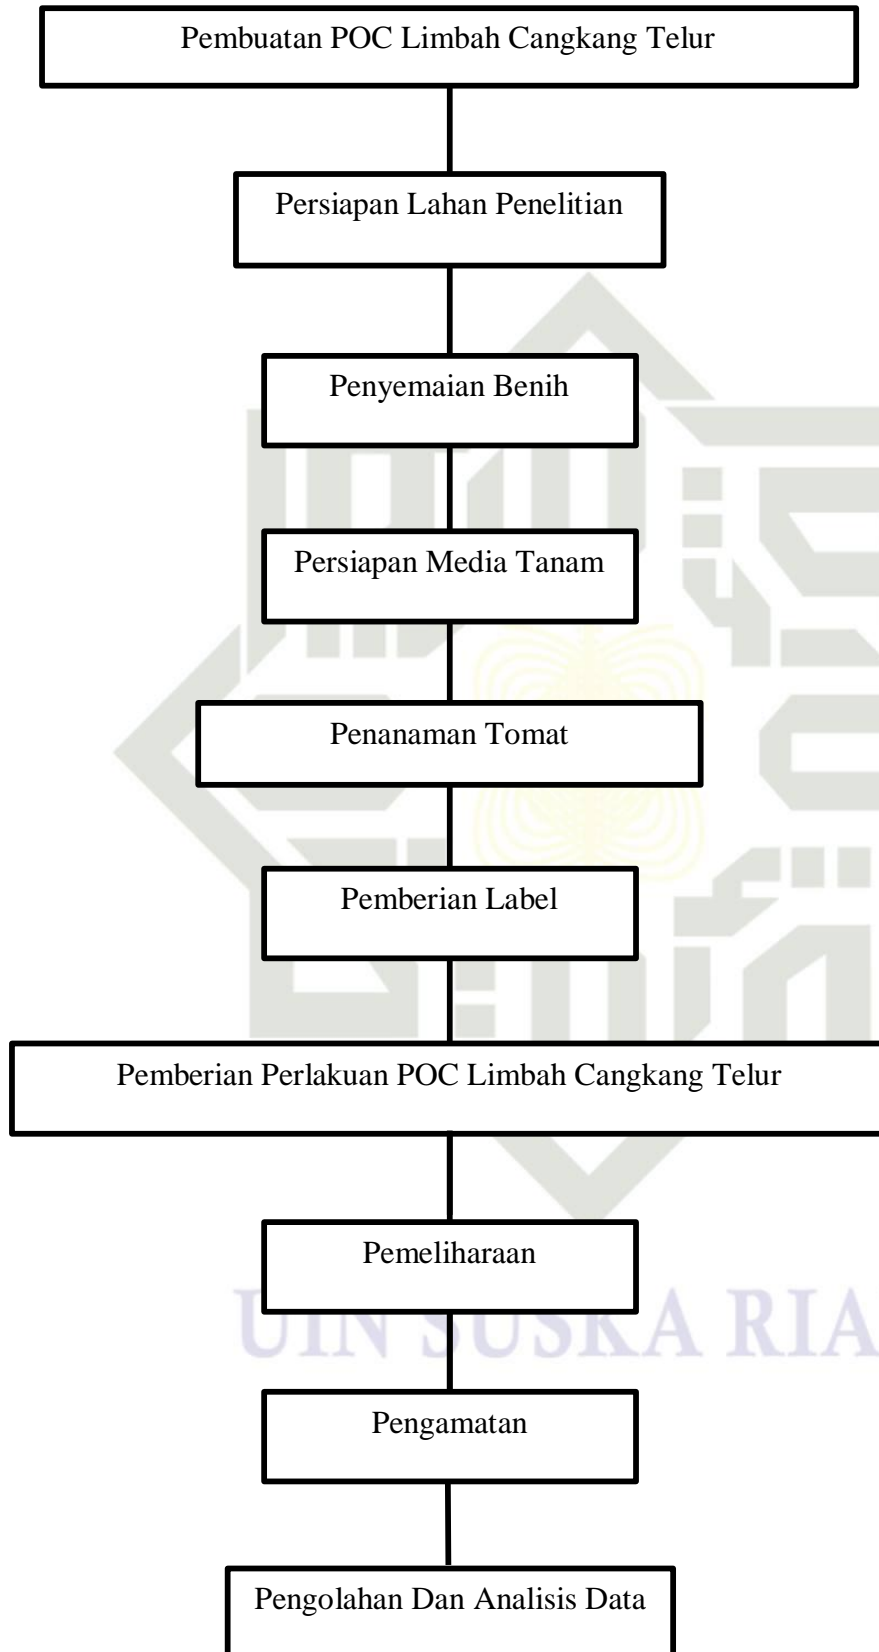 Pembuatan POC Limbah Cangkang Telur
Persiapan Lahan Penelitian
Penyemaian Benih
Persiapan Media Tanam
Penanaman Tomat
Pemberian Label
Pemberian Perlakuan POC Limbah Cangkang Telur
Pemeliharaan
UIN SUSKA RIA
Pengamatan
Pengolahan Dan Analisis Data